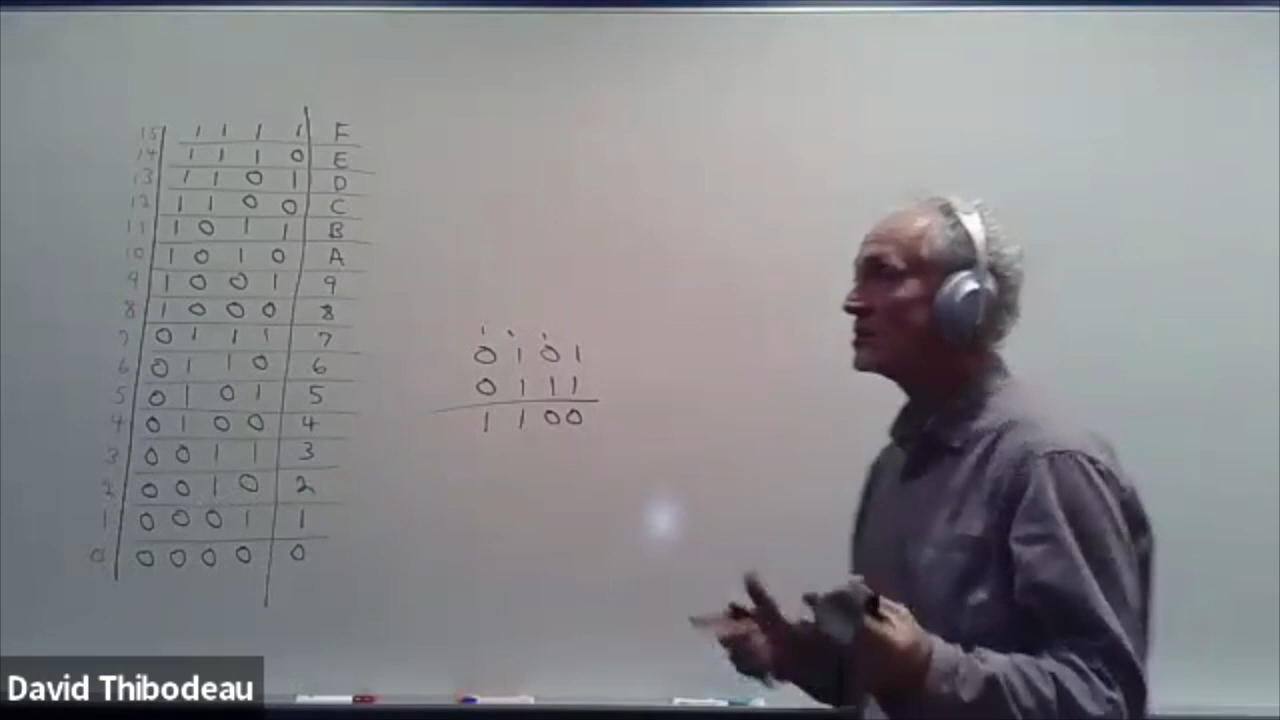 15 1 1 1 1 F
14 1 1 1 0 E
13 1 1 0 1 D
12 1 1 0 0 C
11 1 0 1 1 B
10 1 0 1 0 A
9 1 0 0 1 9
8 1 0 0 0 8
7 0 1 1 1 7
6 0 1 1 0 6
5 0 1 0 1 5
4 0 1 0 0 4
3 0 0 1 1 3
2 0 0 1 0 2
1 0 0 0 1 1
0 0 0 0 0 0
1 1 1
0 1 0 1
0 1 1 1
1 1 0 0
David Thibodeau